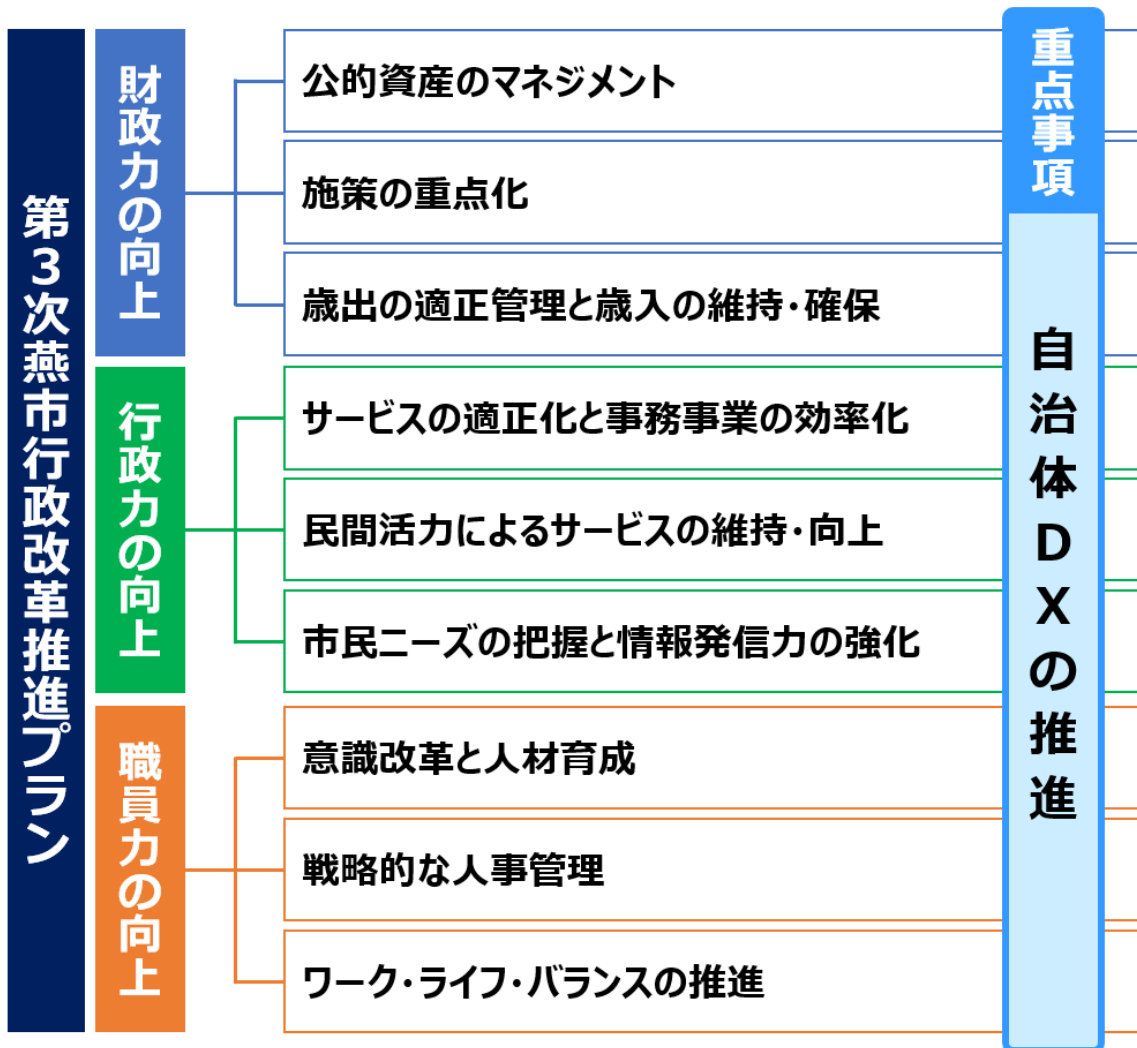 第3次燕市行政改革推進プラン
財政力の向上
公的資産のマネジメント
施策の重点化
歳出の適正管理と歳入の維持・確保
行政力の向上
サービスの適正化と事務事業の効率化
民間活力によるサービスの維持・向上
市民ニーズの把握と情報発信力の強化
職員力の向上
意識改革と人材育成
戦略的な人事管理
ワーク・ライフ・バランスの推進
重点事項
自治体DXの推進